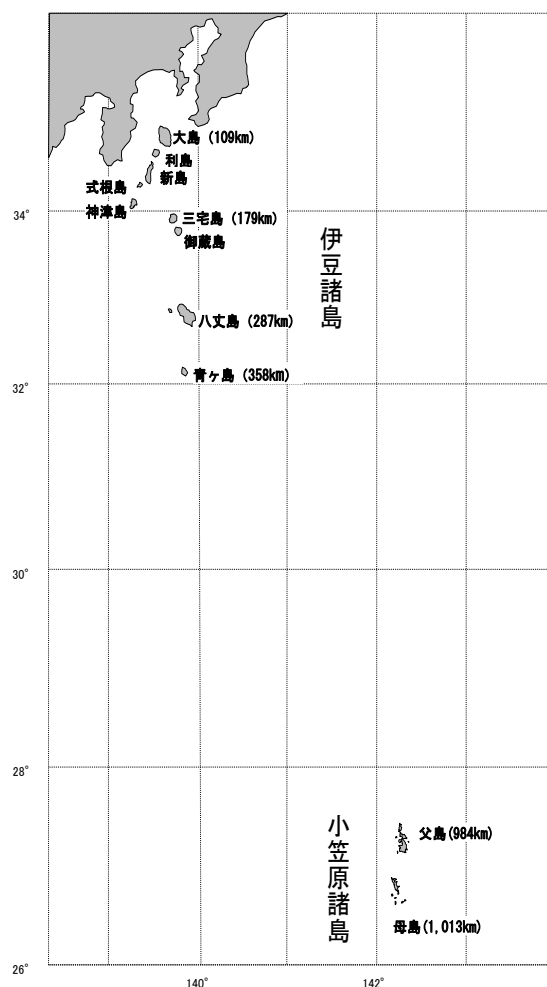 大島 (109km)
利島
新島
式根島
神津島
34°
三宅島 (179km)
御蔵島
伊豆諸島
八丈島 (287km)
青ヶ島 (358km)
32°
30°
28°
小笠原諸島
父島(984km)
母島(1,013km)
26°
140°
142°